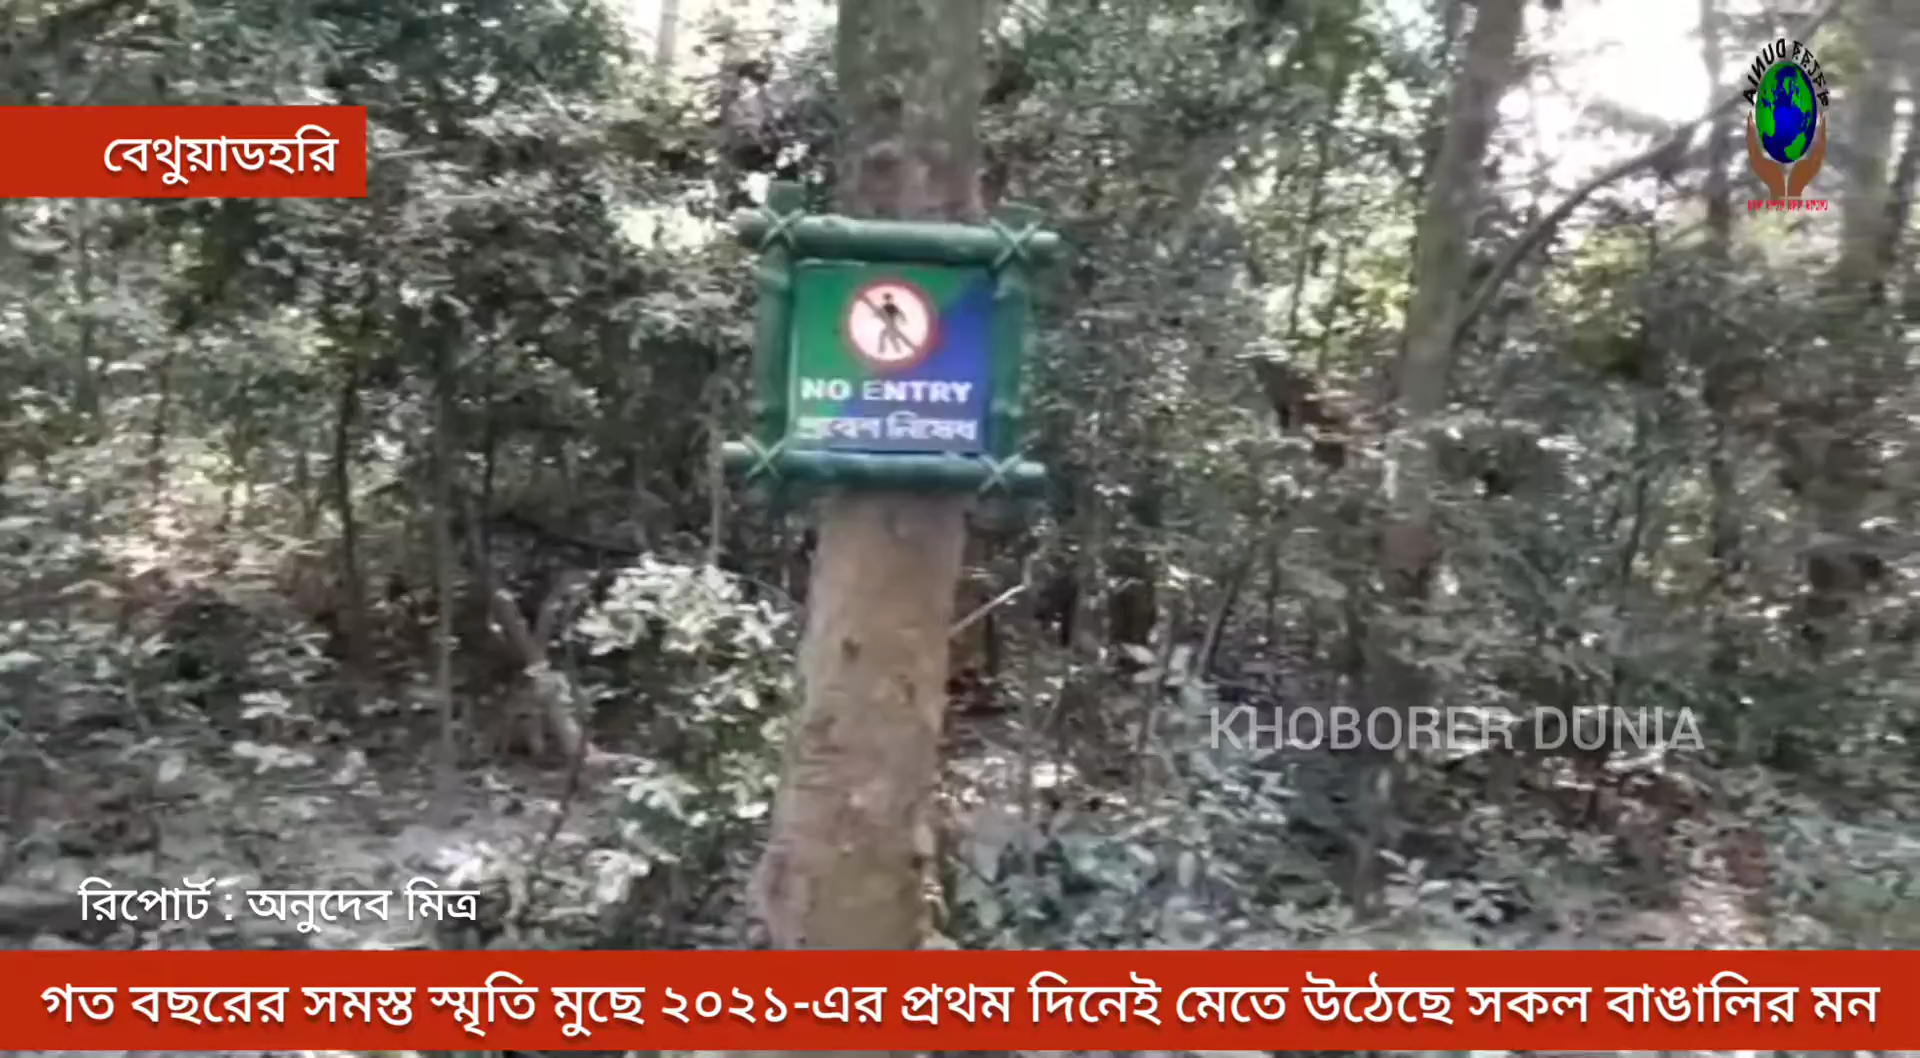 বেথুয়াডহরি
NO ENTRY
প্রবেশ নিষেধ
KHOBORER DUNIA
রিপোর্ট : অনুদেব মিত্র
গত বছরের সমস্ত স্মৃতি মুছে ২০২১-এর প্রথম দিনেই মেতে উঠেছে সকল বাঙালির মন